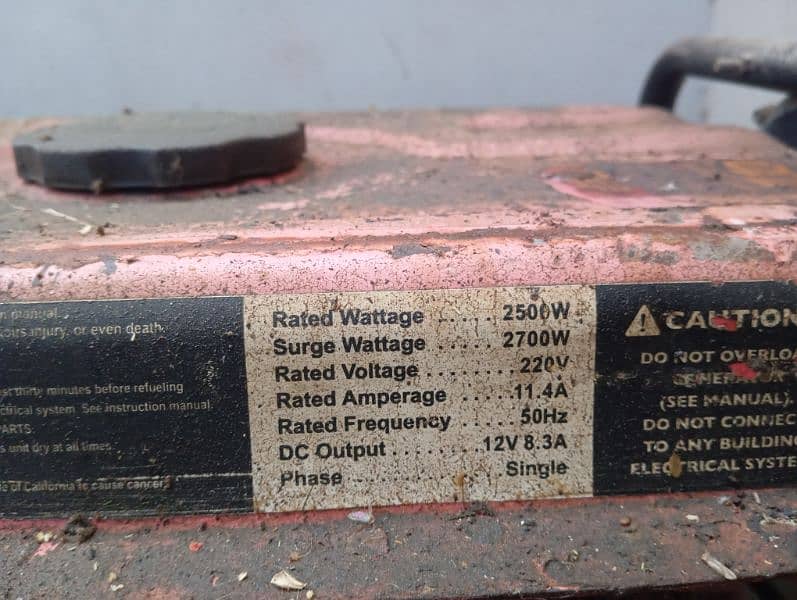 manual.
injury, or even death.
thirty minutes before refueling
system. See instruction manual.
PARTS.
unit dry at all times.
of California to cause cancer,
Rated Wattage ...... 2500W
Surge Wattage ...... 2700W
Rated Voltage ........ 220V
Rated Amperage ..... 11.4A
Rated Frequency ..... 50Hz
DC Output ......... 12V 8.3A
Phase ............... Single
CAUTION
DO NOT OVERLOA
GENERATOR
(SEE MANUAL).
DO NOT CONNEC
TO ANY BUILDING
ELECTRICAL SYSTE